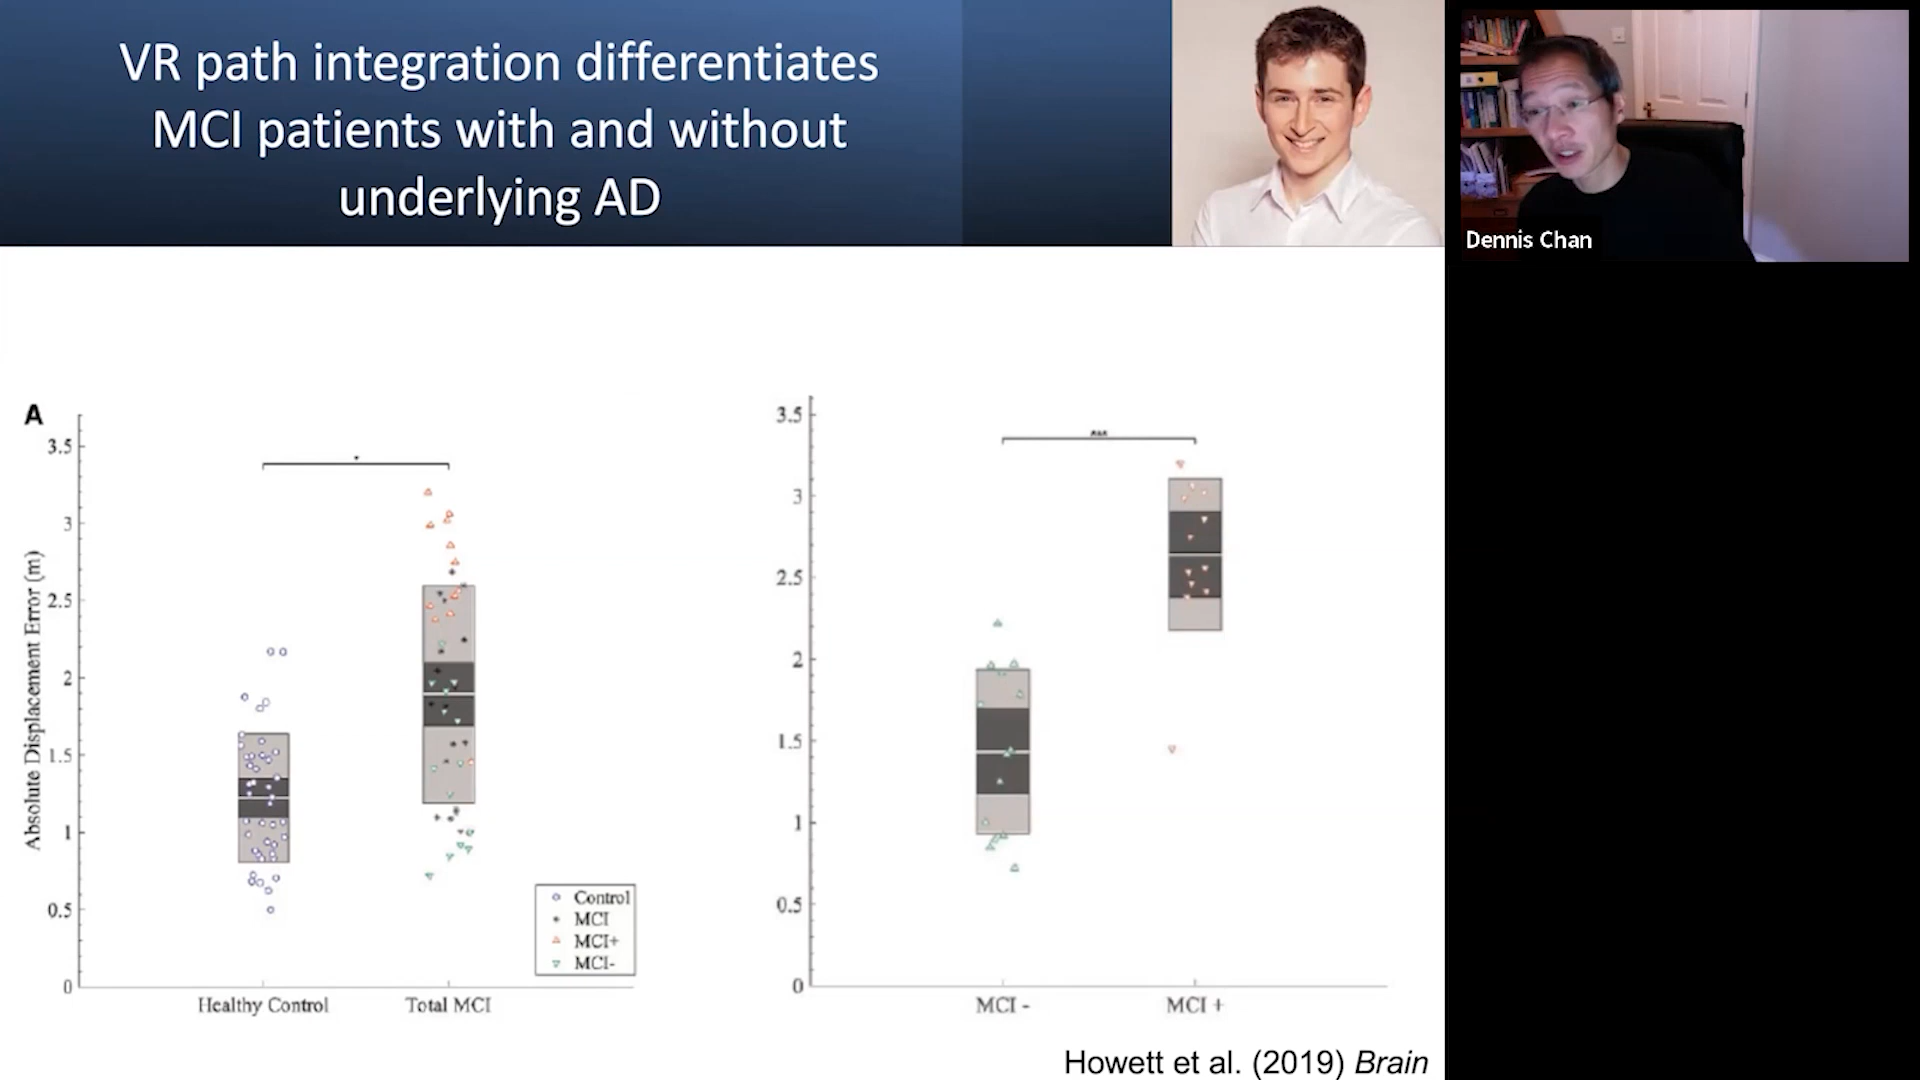 VR path integration differentiates
MCI patients with and without
underlying AD
Dennis Chan
A
Absolute Displacement Error (m)
3.5
3
2.5
2
1.5
1
0.5
0
*
Control
MCI
MCI+
MCI-
Healthy Control
Total MCI
3.5
3
2.5
2
1.5
1
0.5
0
***
MCI -
MCI +
Howett et al. (2019) Brain